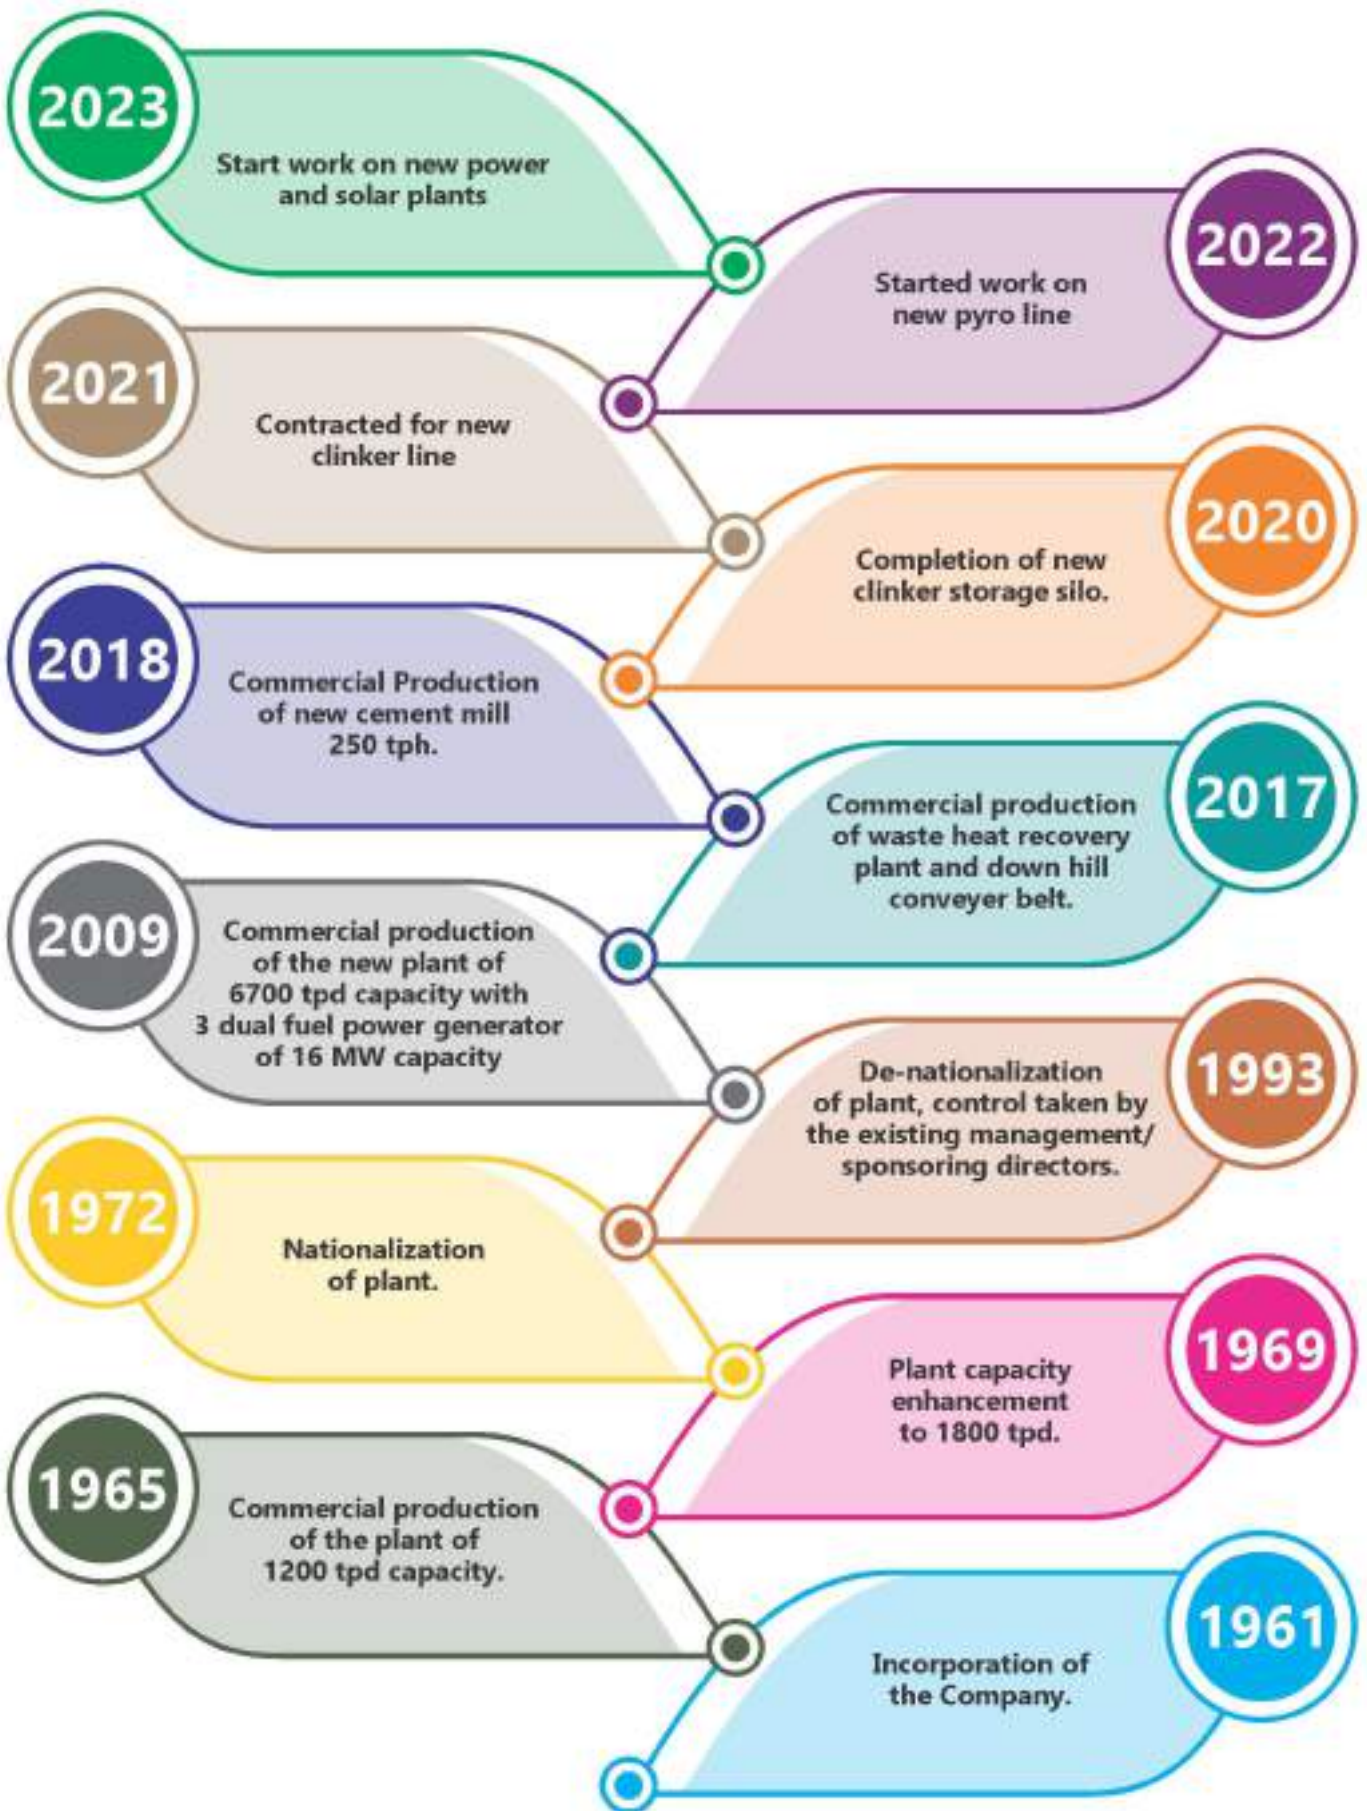 2023
Start work on new power
and solar plants
2022
Started work on
new pyro line
2021
Contracted for new
clinker line
2020
Completion of new
clinker storage silo.
2018
Commercial Production
of new cement mill
250 tph.
2017
Commercial production
of waste heat recovery
plant and down hill
conveyer belt.
2009
Commercial production
of the new plant of
6700 tpd capacity with
3 dual fuel power generator
of 16 MW capacity
1993
De-nationalization
of plant, control taken by
the existing management/
sponsoring directors.
1972
Nationalization
of plant.
1969
Plant capacity
enhancement
to 1800 tpd.
1965
Commercial production
of the plant of
1200 tpd capacity.
1961
Incorporation of
the Company.